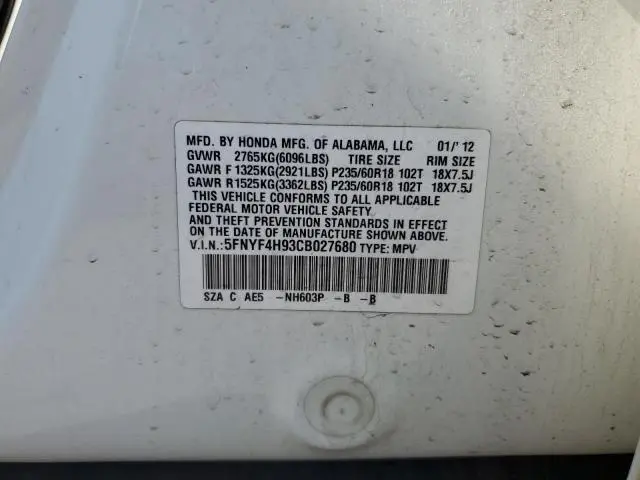 MFD. BY HONDA MFG. OF ALABAMA, LLC 01/'12
GVWR 2765KG(6096LBS) TIRE SIZE RIM SIZE
GAWR F 1325KG(2921LBS) P235/60R18 102T 18X7.5J
GAWR R 1525KG(3362LBS) P235/60R18 102T 18X7.5J
THIS VEHICLE CONFORMS TO ALL APPLICABLE
FEDERAL MOTOR VEHICLE SAFETY
AND THEFT PREVENTION STANDARDS IN EFFECT
ON THE DATE OF MANUFACTURE SHOWN ABOVE.
V.I.N.: 5FNYF4H93CB027680 TYPE: MPV
SZA C AE5 -NH603P -B -B